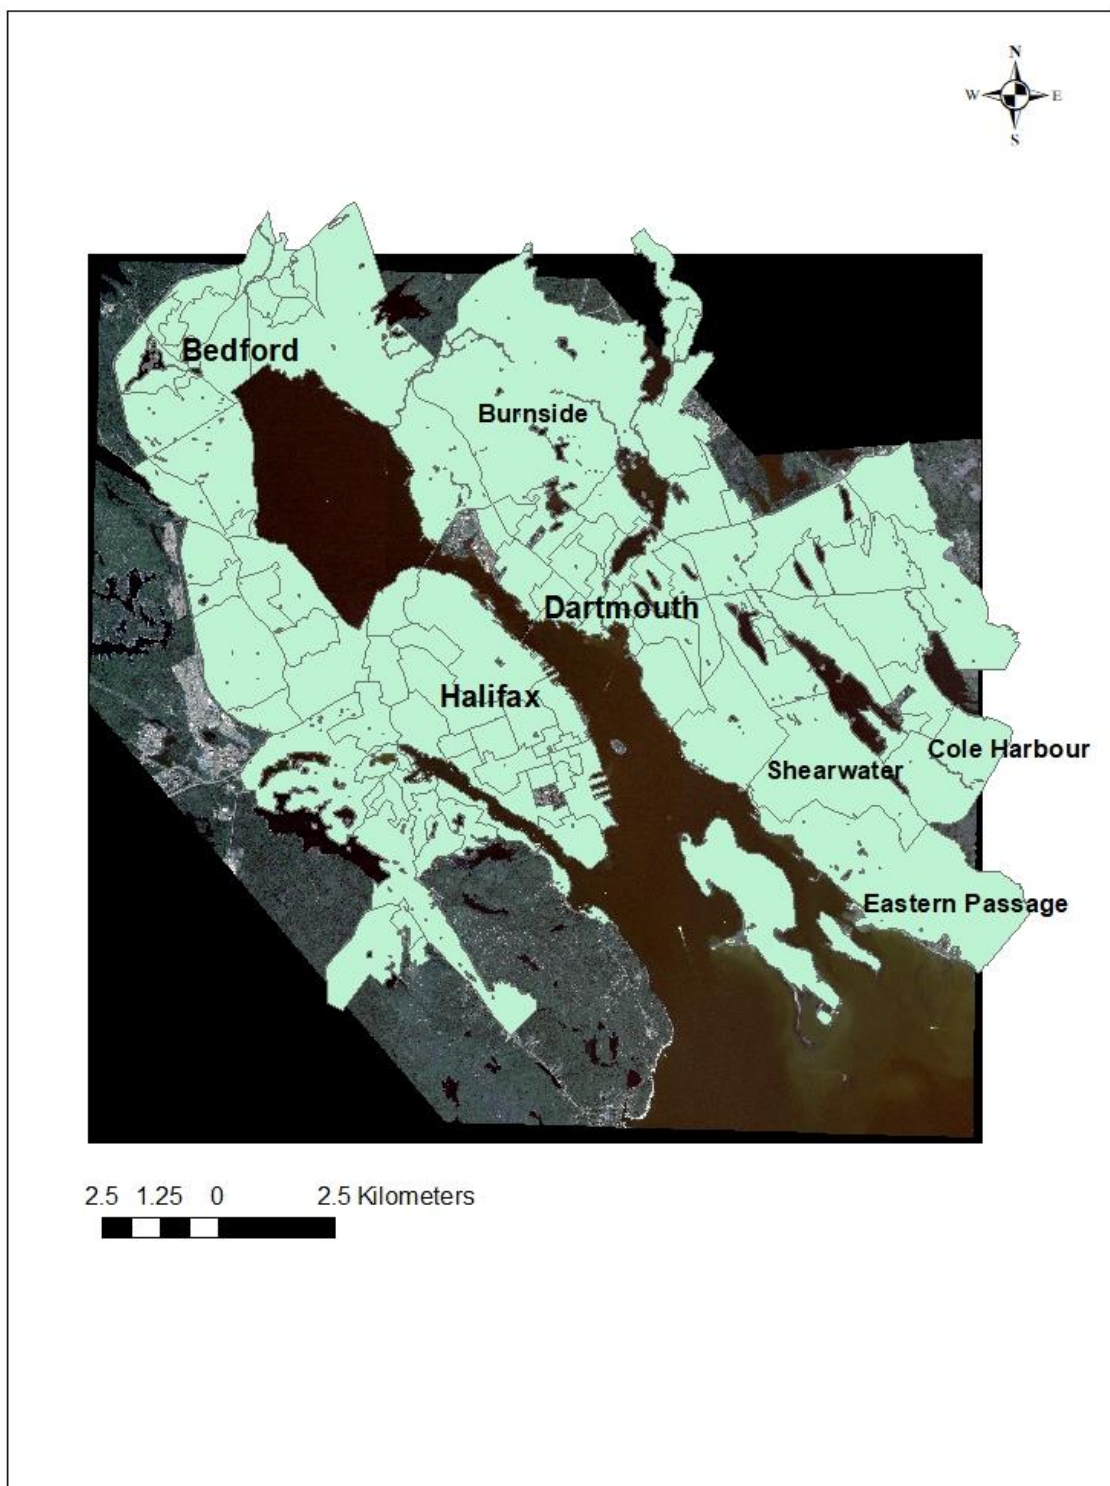 N
W E
S
Bedford
Burnside
Dartmouth
Halifax
Cole Harbour
Shearwater
Eastern Passage
2.5 1.25 0 2.5 Kilometers